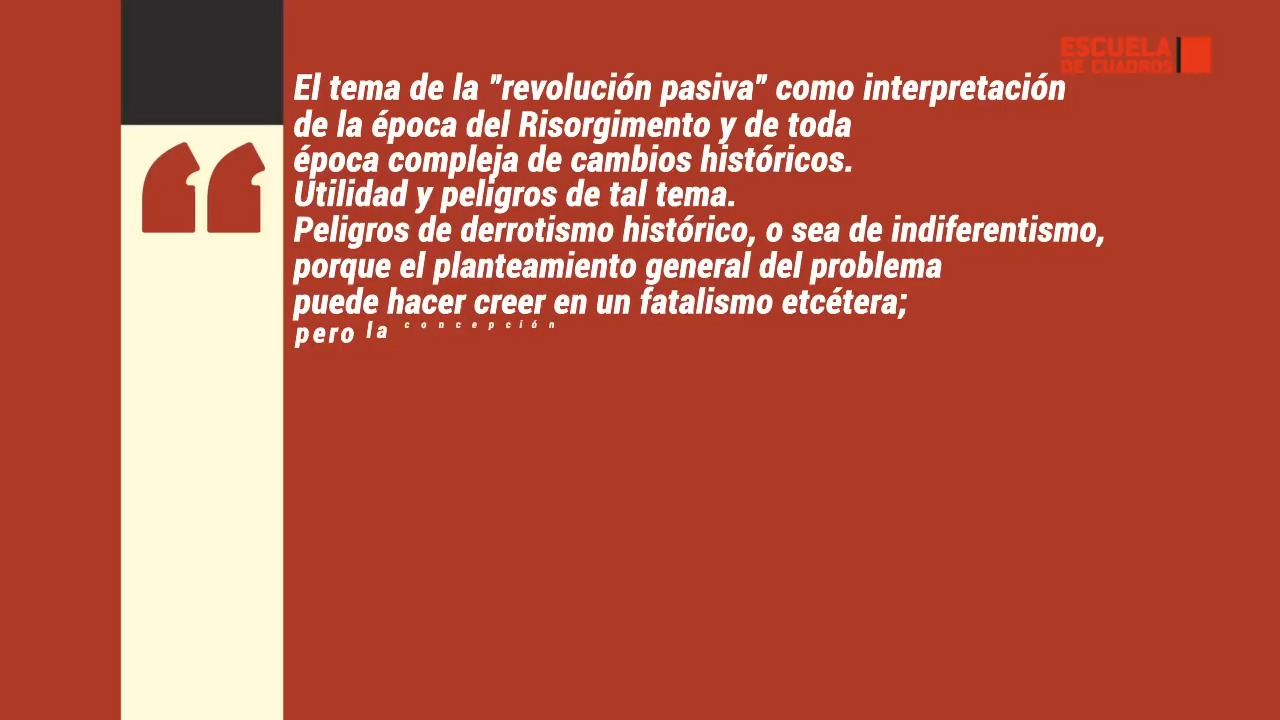 ESCUELA
DE CUADROS
El tema de la "revolución pasiva" como interpretación
de la época del Risorgimento y de toda
época compleja de cambios históricos.
Utilidad y peligros de tal tema.
Peligros de derrotismo histórico, o sea de indiferentismo,
porque el planteamiento general del problema
puede hacer creer en un fatalismo etcétera;
pero la concepción